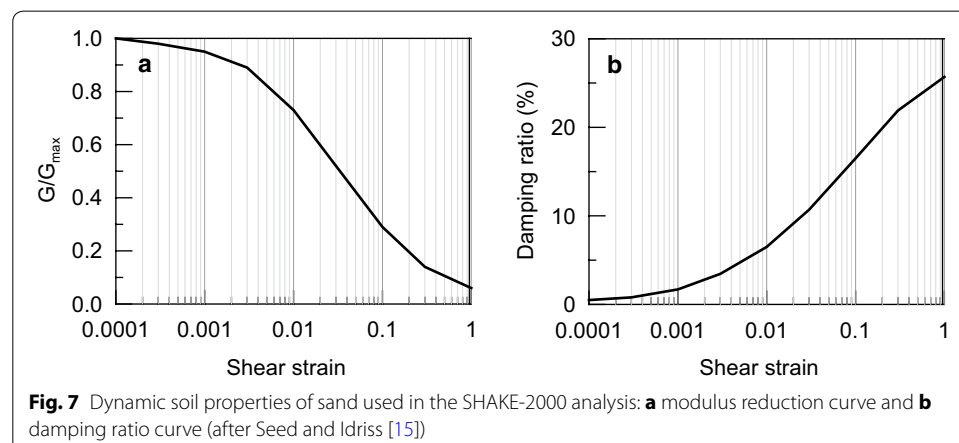 1.0
0.8
0.6
0.4
0.2
0.0
G/Gmax
a
0.0001 0.001 0.01 0.1 1
Shear strain
30
20
10
0
Damping ratio (%)
b
0.0001 0.001 0.01 0.1 1
Shear strain
Fig. 7 Dynamic soil properties of sand used in the SHAKE-2000 analysis: a modulus reduction curve and b
damping ratio curve (after Seed and Idriss [15])